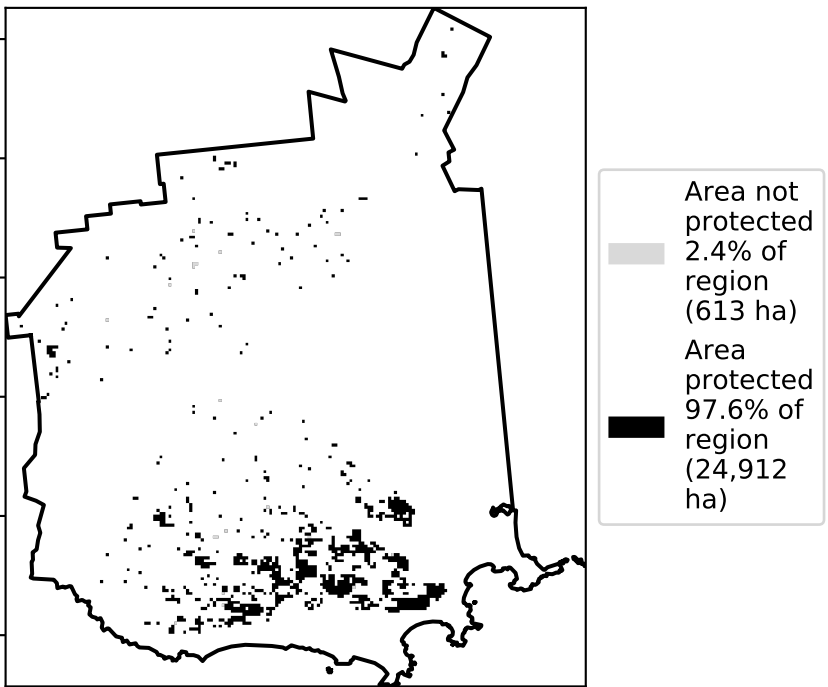 Area not
protected
2.4% of
region
(613 ha)
Area
protected
97.6% of
region
(24,912
ha)